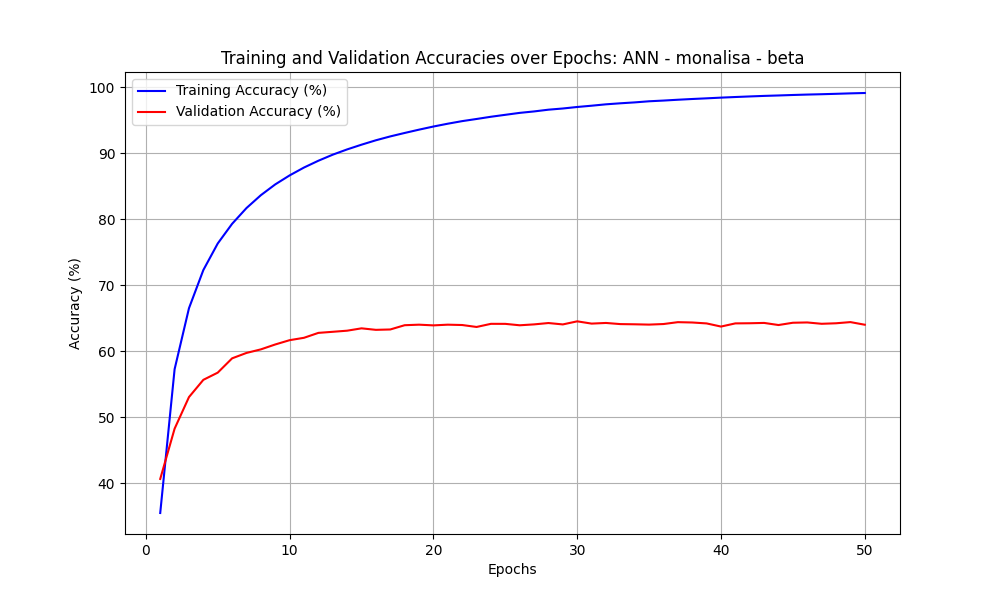 Training and Validation Accuracies over Epochs: ANN - monalisa - beta
Training Accuracy (%)
Validation Accuracy (%)
Accuracy (%)
100
90
80
70
60
50
40
0 10 20 30 40 50
Epochs